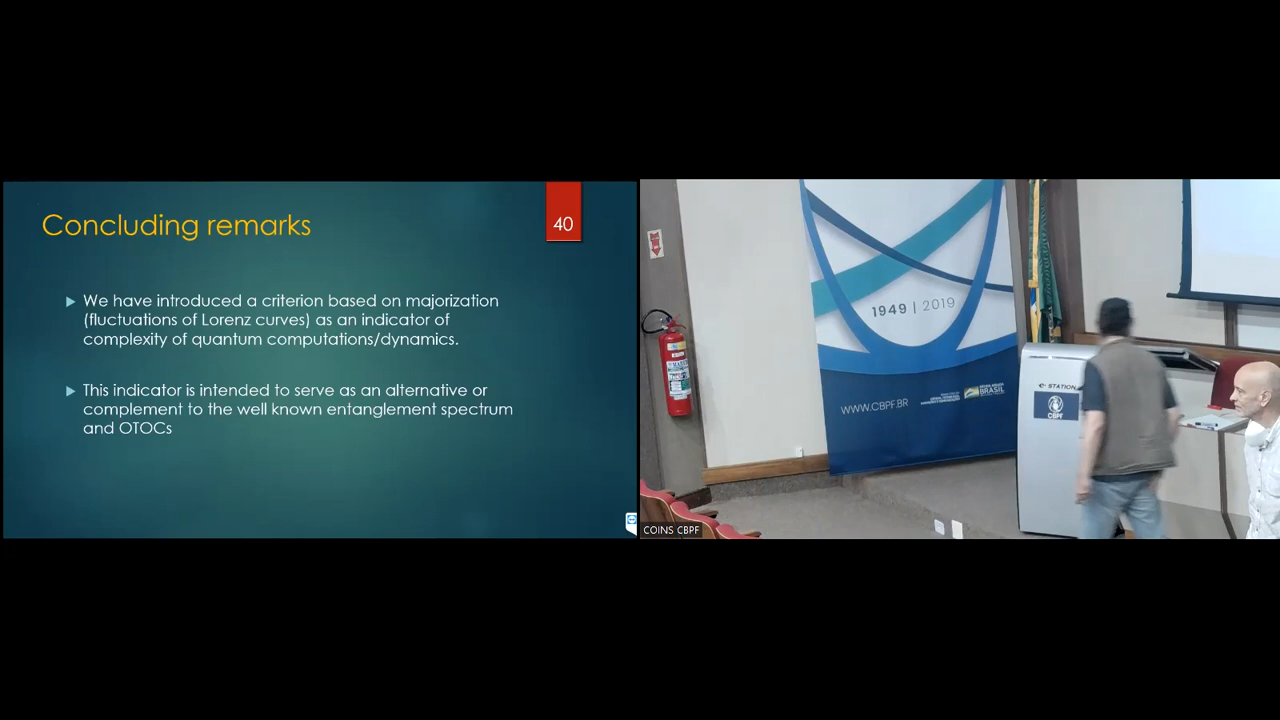 Concluding remarks
40
We have introduced a criterion based on majorization
(fluctuations of Lorenz curves) as an indicator of
complexity of quantum computations/dynamics.
This indicator is intended to serve as an alternative or
complement to the well known entanglement spectrum
and OTOCs
1949 | 2019
WWW.CBPF.BR
BRASIL
e-STATION
CBPF
COINS CBPF